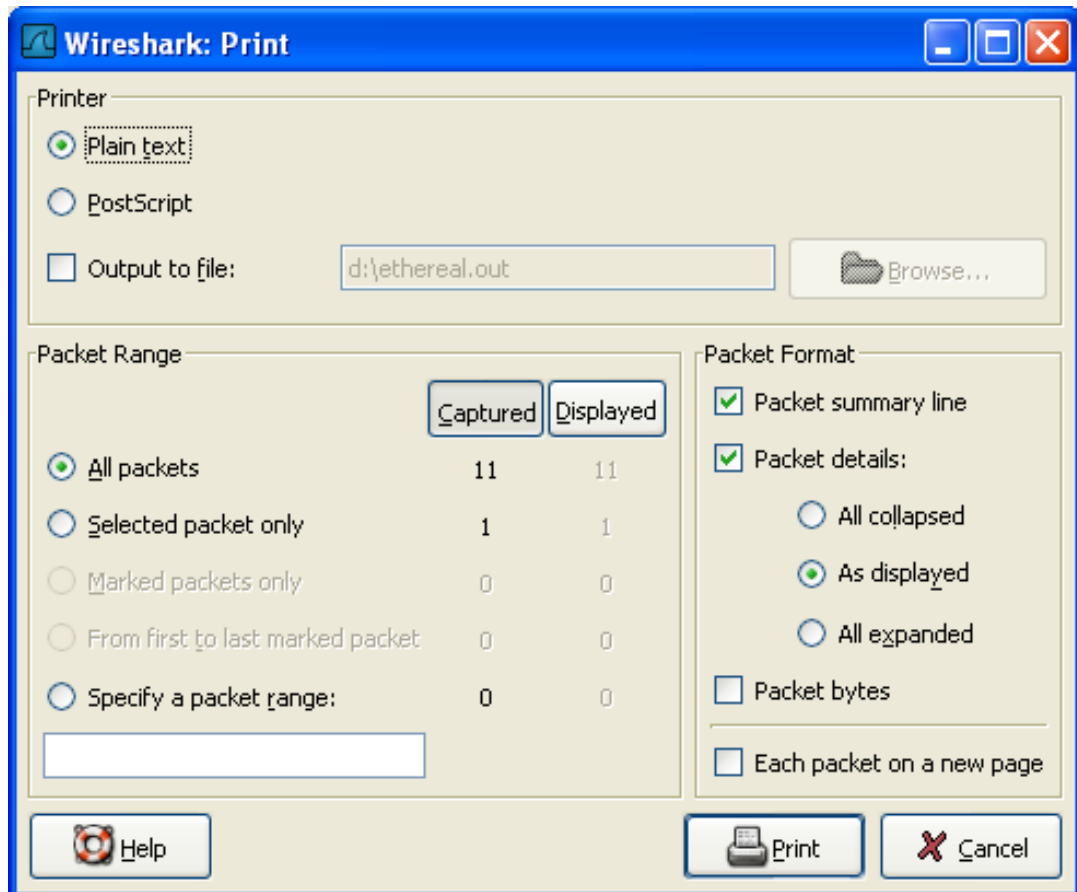 Wireshark: Print
Printer
Plain text
PostScript
Output to file: d:\ethereal.out Browse...
Packet Range
Captured Displayed
All packets 11 11
Selected packet only 1 1
Marked packets only 0 0
From first to last marked packet 0 0
Specify a packet range: 0 0
Packet Format
Packet summary line
Packet details:
All collapsed
As displayed
All expanded
Packet bytes
Each packet on a new page
Help Print Cancel